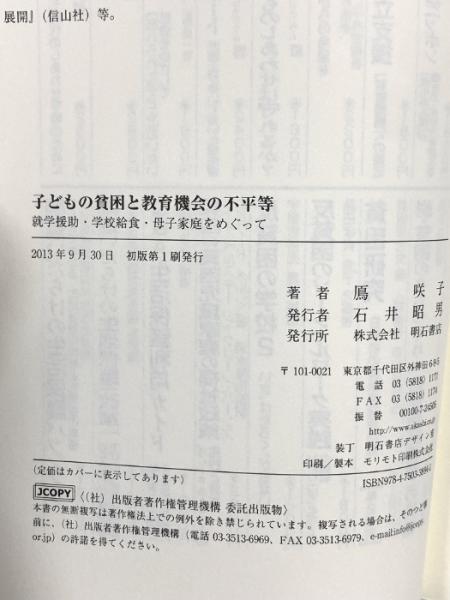 展開』（信山社）等。
子どもの貧困と教育機会の不平等
就学援助・学校給食・母子家庭をめぐって
2013年9月30日　初版第1刷発行
著者　鳫　咲子
発行者　石井昭男
発行所　株式会社 明石書店
〒101-0021　東京都千代田区外神田6-9-5
電話　03 (5818) 1171
FAX　03 (5818) 1174
振替　00100-7-24505
http://www.akashi.co.jp
装丁　明石書店デザイン室
印刷／製本　モリモト印刷株式会社
（定価はカバーに表示してあります）
ISBN978-4-7503-3894-1
JCOPY 〈（社）出版者著作権管理機構 委託出版物〉
本書の無断複写は著作権法上での例外を除き禁じられています。複写される場合は、そのつど事
前に、（社）出版者著作権管理機構（電話 03-3513-6969、FAX 03-3513-6979、e-mail:info@jcopy.
or.jp）の許諾を得てください。